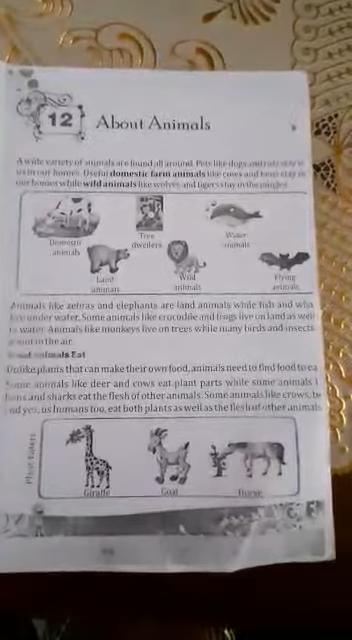 12
About Animals
A wide variety of animals are found all around. Pets like dogs and cats stay in
us in our homes. Useful domestic farm animals like cows and hens stay in
our homes while wild animals like wolves and tigers stay in the jungles.
Domestic
animals
Tree
dwellers
Water
animals
Land
animals
Wild
animals
Flying
animals
Animals like zebras and elephants are land animals while fish and wha
live under water. Some animals like crocodile and frogs live on land as well
water. Animals like monkeys live on trees while many birds and insects
in the air.
Animals Eat
Unlike plants that can make their own food, animals need to find food to ea
Some animals like deer and cows eat plant parts while some animals l
lions and sharks eat the flesh of other animals. Some animals like crows, be
nd yes, us humans too, eat both plants as well as the flesh of other animals
Plant Eaters
Giraffe
Goat
Horse